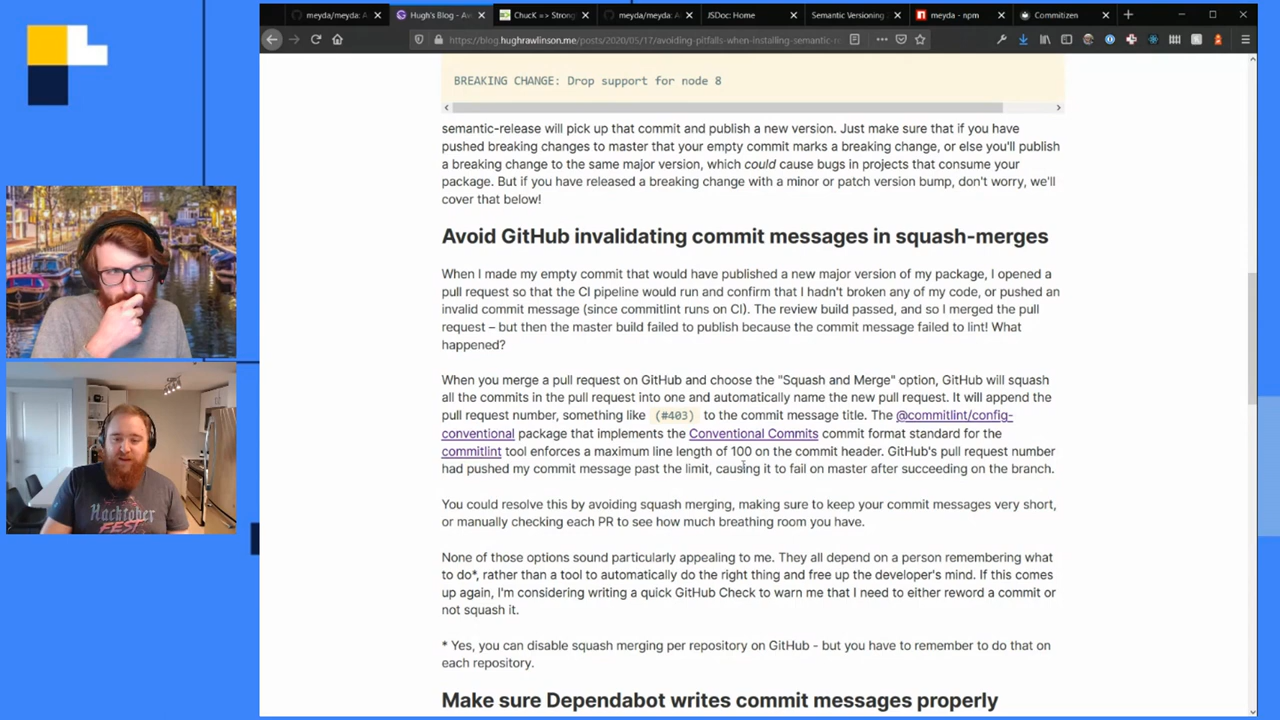 meyda/meyda: A
Hugh's Blog - Av
ChucK => Strong
meyda/meyda: A
JSDoc: Home
Semantic Versioning
meyda - npm
Commitizen
https://blog.hughrawlinson.me/posts/2020/05/17/avoiding-pitfalls-when-installing-semantic-r
BREAKING CHANGE: Drop support for node 8
semantic-release will pick up that commit and publish a new version. Just make sure that if you have
pushed breaking changes to master that your empty commit marks a breaking change, or else you'll publish
a breaking change to the same major version, which could cause bugs in projects that consume your
package. But if you have released a breaking change with a minor or patch version bump, don't worry, we'll
cover that below!
Avoid GitHub invalidating commit messages in squash-merges
When I made my empty commit that would have published a new major version of my package, I opened a
pull request so that the CI pipeline would run and confirm that I hadn't broken any of my code, or pushed an
invalid commit message (since commitlint runs on CI). The review build passed, and so I merged the pull
request – but then the master build failed to publish because the commit message failed to lint! What
happened?
When you merge a pull request on GitHub and choose the "Squash and Merge" option, GitHub will squash
all the commits in the pull request into one and automatically name the new pull request. It will append the
pull request number, something like (#403) to the commit message title. The @commitlint/config-
conventional package that implements the Conventional Commits commit format standard for the
commitlint tool enforces a maximum line length of 100 on the commit header. GitHub's pull request number
had pushed my commit message past the limit, causing it to fail on master after succeeding on the branch.
You could resolve this by avoiding squash merging, making sure to keep your commit messages very short,
or manually checking each PR to see how much breathing room you have.
None of those options sound particularly appealing to me. They all depend on a person remembering what
to do*, rather than a tool to automatically do the right thing and free up the developer's mind. If this comes
up again, I'm considering writing a quick GitHub Check to warn me that I need to either reword a commit or
not squash it.
* Yes, you can disable squash merging per repository on GitHub - but you have to remember to do that on
each repository.
Make sure Dependabot writes commit messages properly
Hacktober
FEST